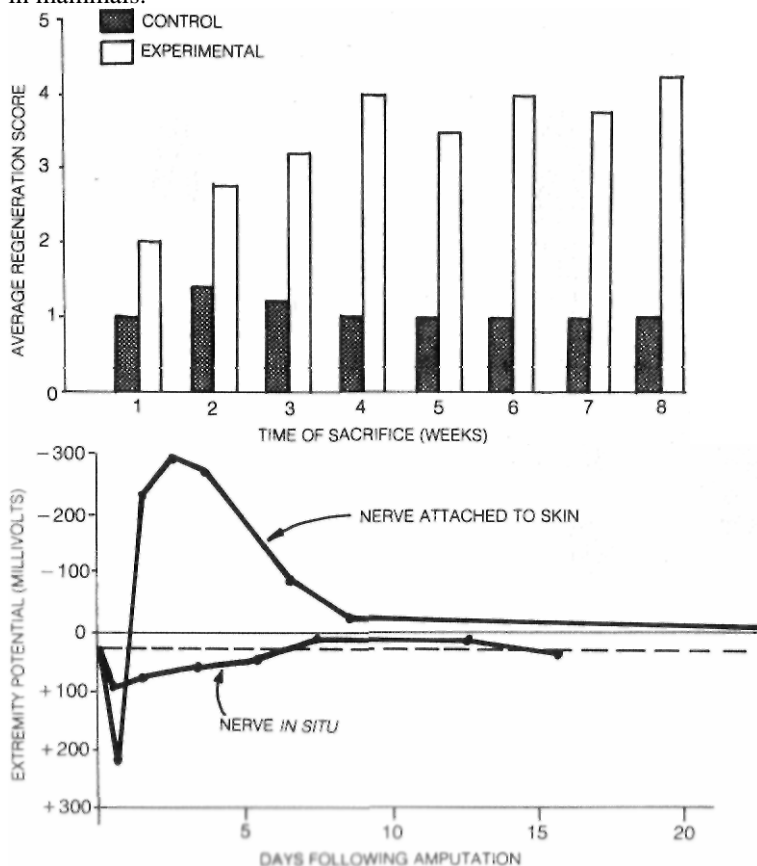 in mammals.
CONTROL
EXPERIMENTAL
AVERAGE REGENERATION SCORE
5
4
3
2
1
0
1 2 3 4 5 6 7 8
TIME OF SACRIFICE (WEEKS)
EXTREMITY POTENTIAL (MILLIVOLTS)
−300
−200
−100
0
+100
+200
+300
NERVE ATTACHED TO SKIN
NERVE IN SITU
5 10 15 20
DAYS FOLLOWING AMPUTATION